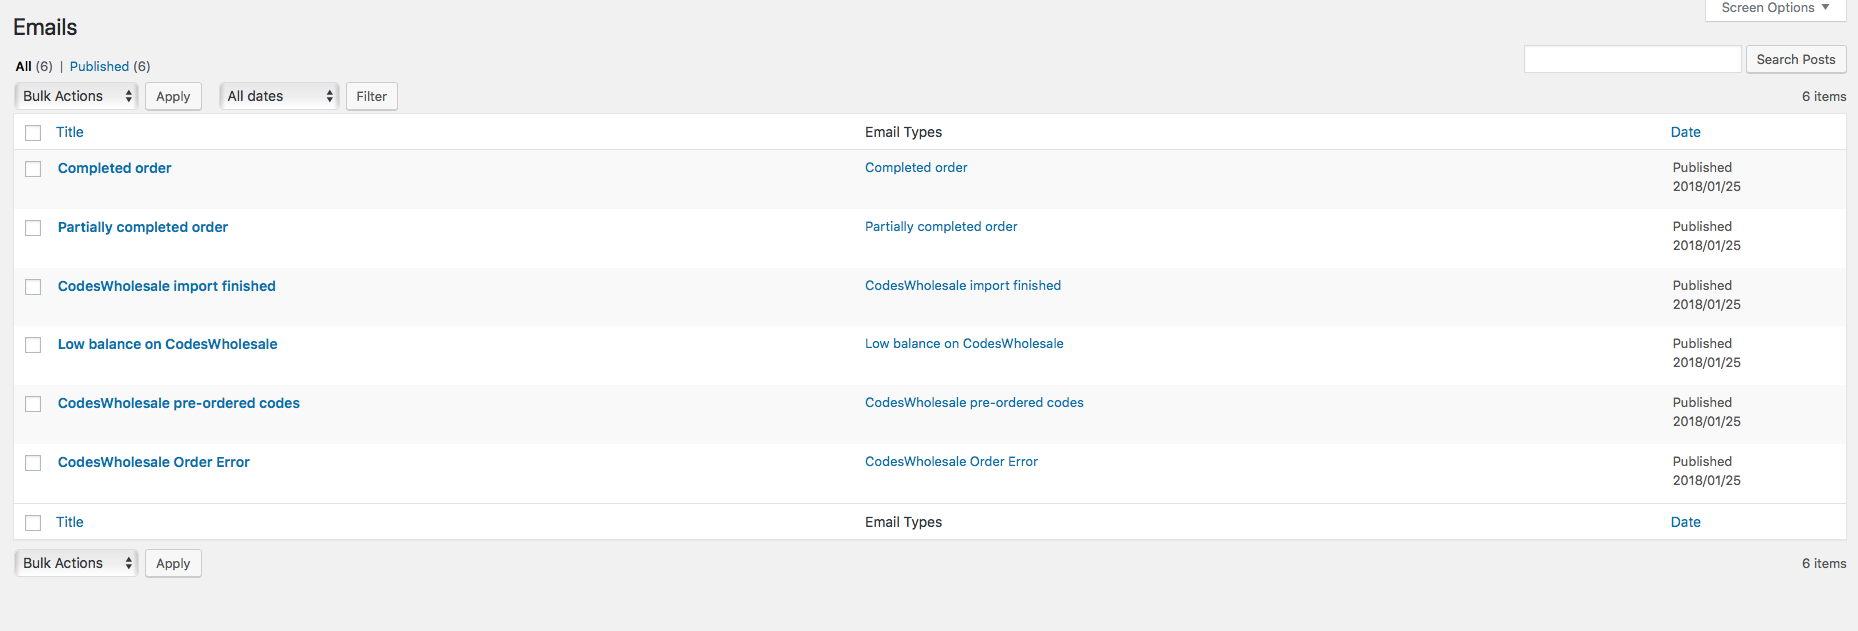 Screen Options ▼
Emails
All (6) | Published (6)
Search Posts
Bulk Actions Apply All dates Filter 6 items
Title Email Types Date
Completed order Completed order Published
2018/01/25
Partially completed order Partially completed order Published
2018/01/25
CodesWholesale import finished CodesWholesale import finished Published
2018/01/25
Low balance on CodesWholesale Low balance on CodesWholesale Published
2018/01/25
CodesWholesale pre-ordered codes CodesWholesale pre-ordered codes Published
2018/01/25
CodesWholesale Order Error CodesWholesale Order Error Published
2018/01/25
Title Email Types Date
Bulk Actions Apply 6 items